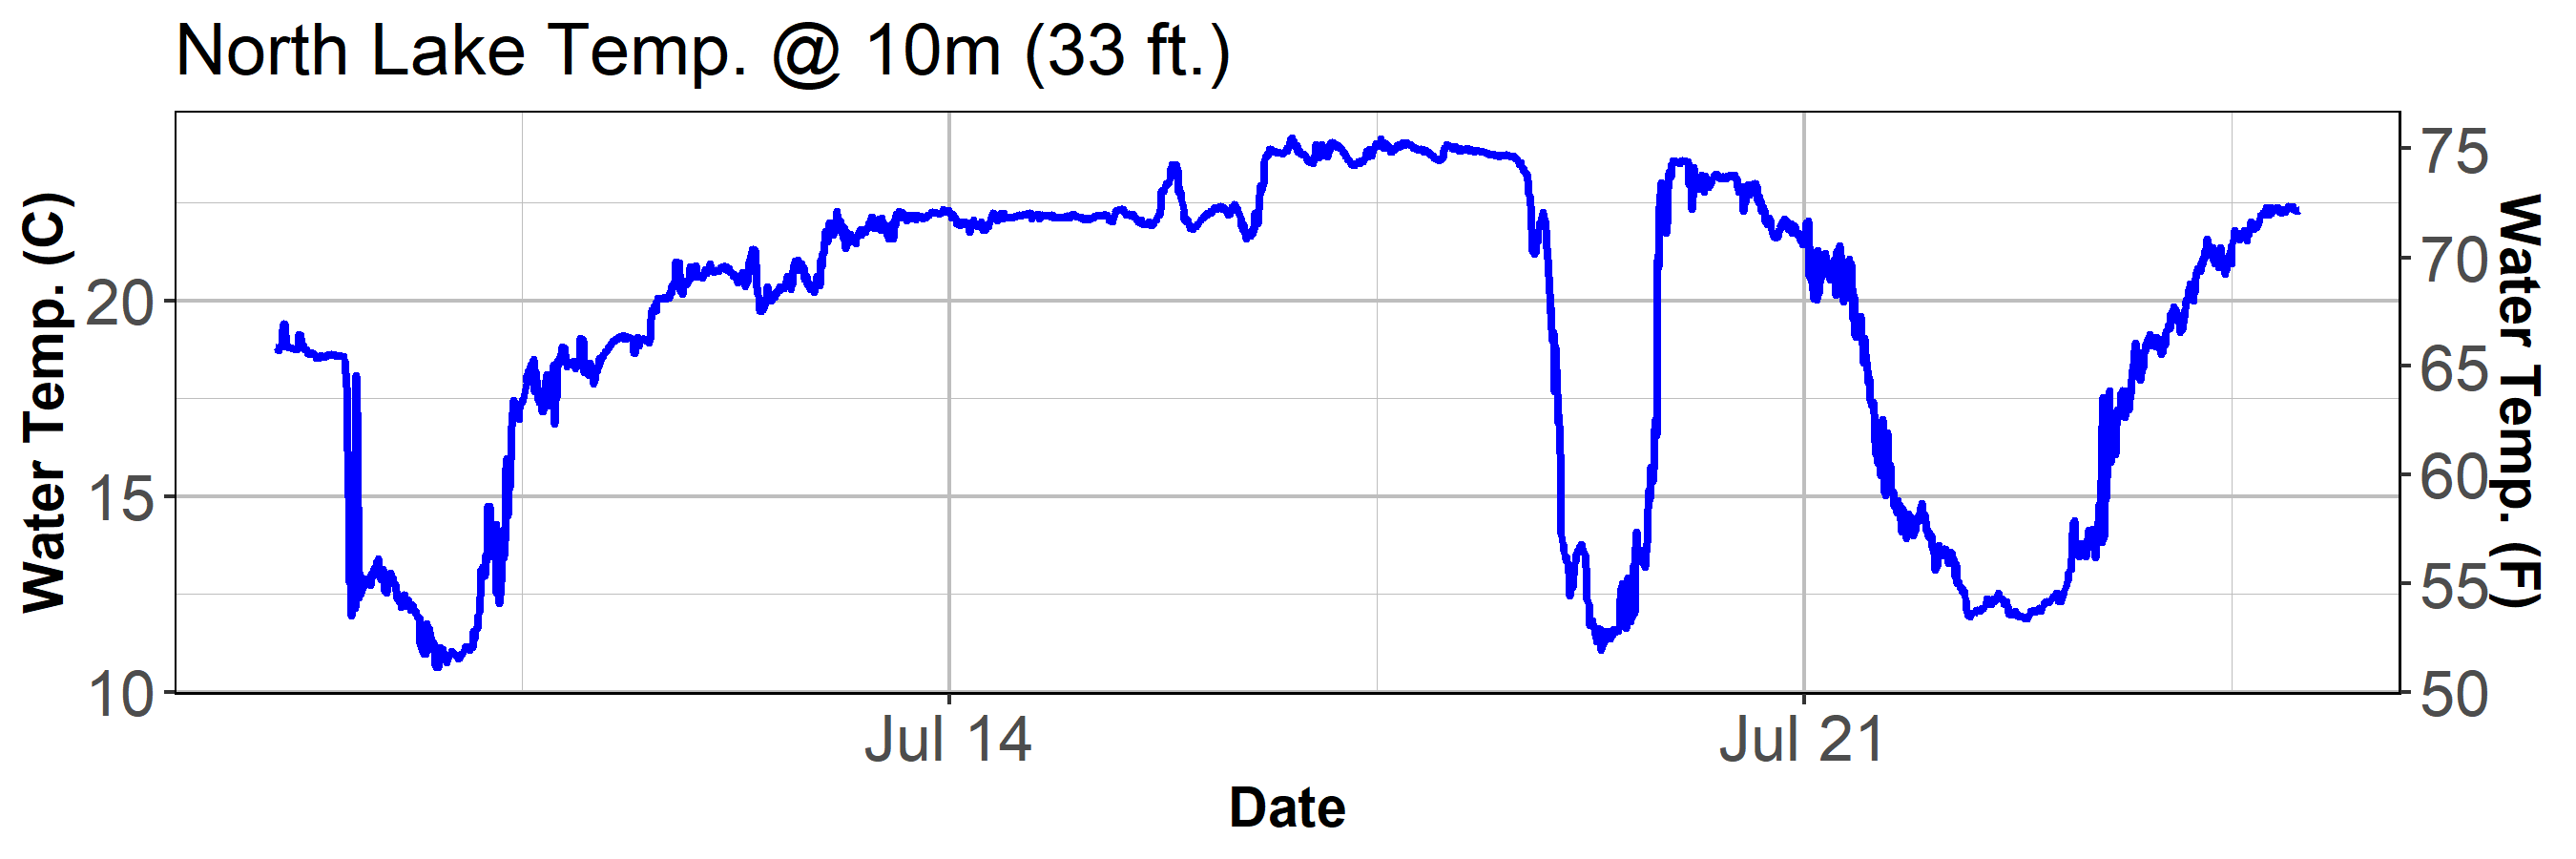 North Lake Temp. @ 10m (33 ft.)
Water Temp. (C)
20
15
10
75
70
65
60
55
50
Water Temp. (F)
Jul 14
Jul 21
Date